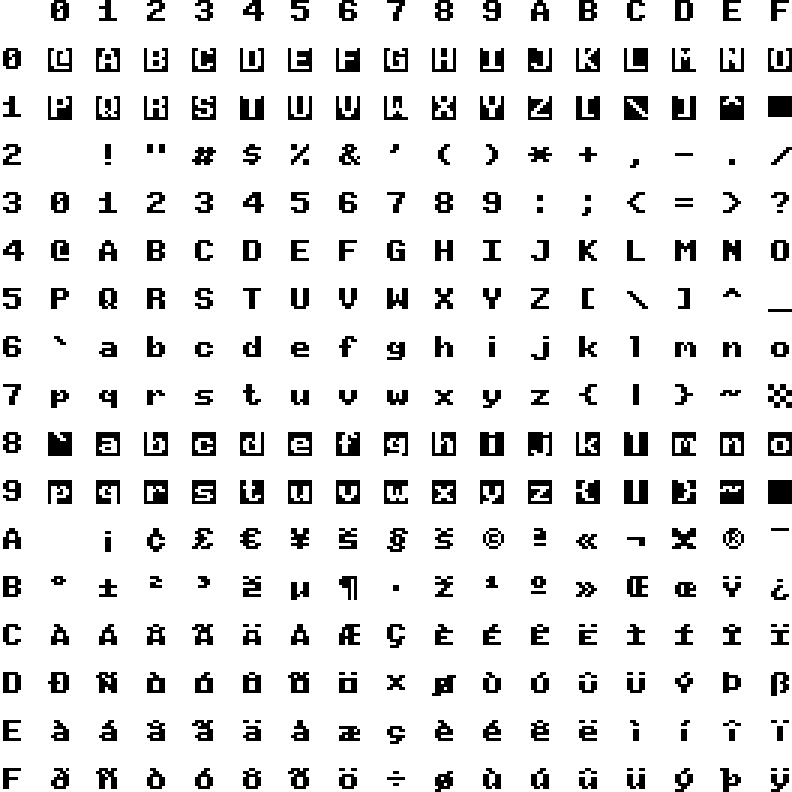 0 1 2 3 4 5 6 7 8 9 A B C D E F
0 @ A B C D E F G H I J K L M N O
1 P Q R S T U V W X Y Z [ \ ] ^
2 ! " # $ % & ' ( ) * + , - . /
3 0 1 2 3 4 5 6 7 8 9 : ; < = > ?
4 @ A B C D E F G H I J K L M N O
5 P Q R S T U V W X Y Z [ \ ] ^ _
6 ` a b c d e f g h i j k l m n o
7 p q r s t u v w x y z { | } ~ ▒
8 ` a b c d e f g h i j k l m n o
9 p q r s t u v w x y z { | } ~
A ¡ ¢ £ € ¥ Š § š © ª « ¬ ® ¯
B ° ± ² ³ Ž µ ¶ · ž ¹ º » Œ œ Ÿ ¿
C À Á Â Ã Ä Å Æ Ç È É Ê Ë Ì Í Î Ï
D Ð Ñ Ò Ó Ô Õ Ö × Ø Ù Ú Û Ü Ý Þ ß
E à á â ã ä å æ ç è é ê ë ì í î ï
F ð ñ ò ó ô õ ö ÷ ø ù ú û ü ý þ ÿ